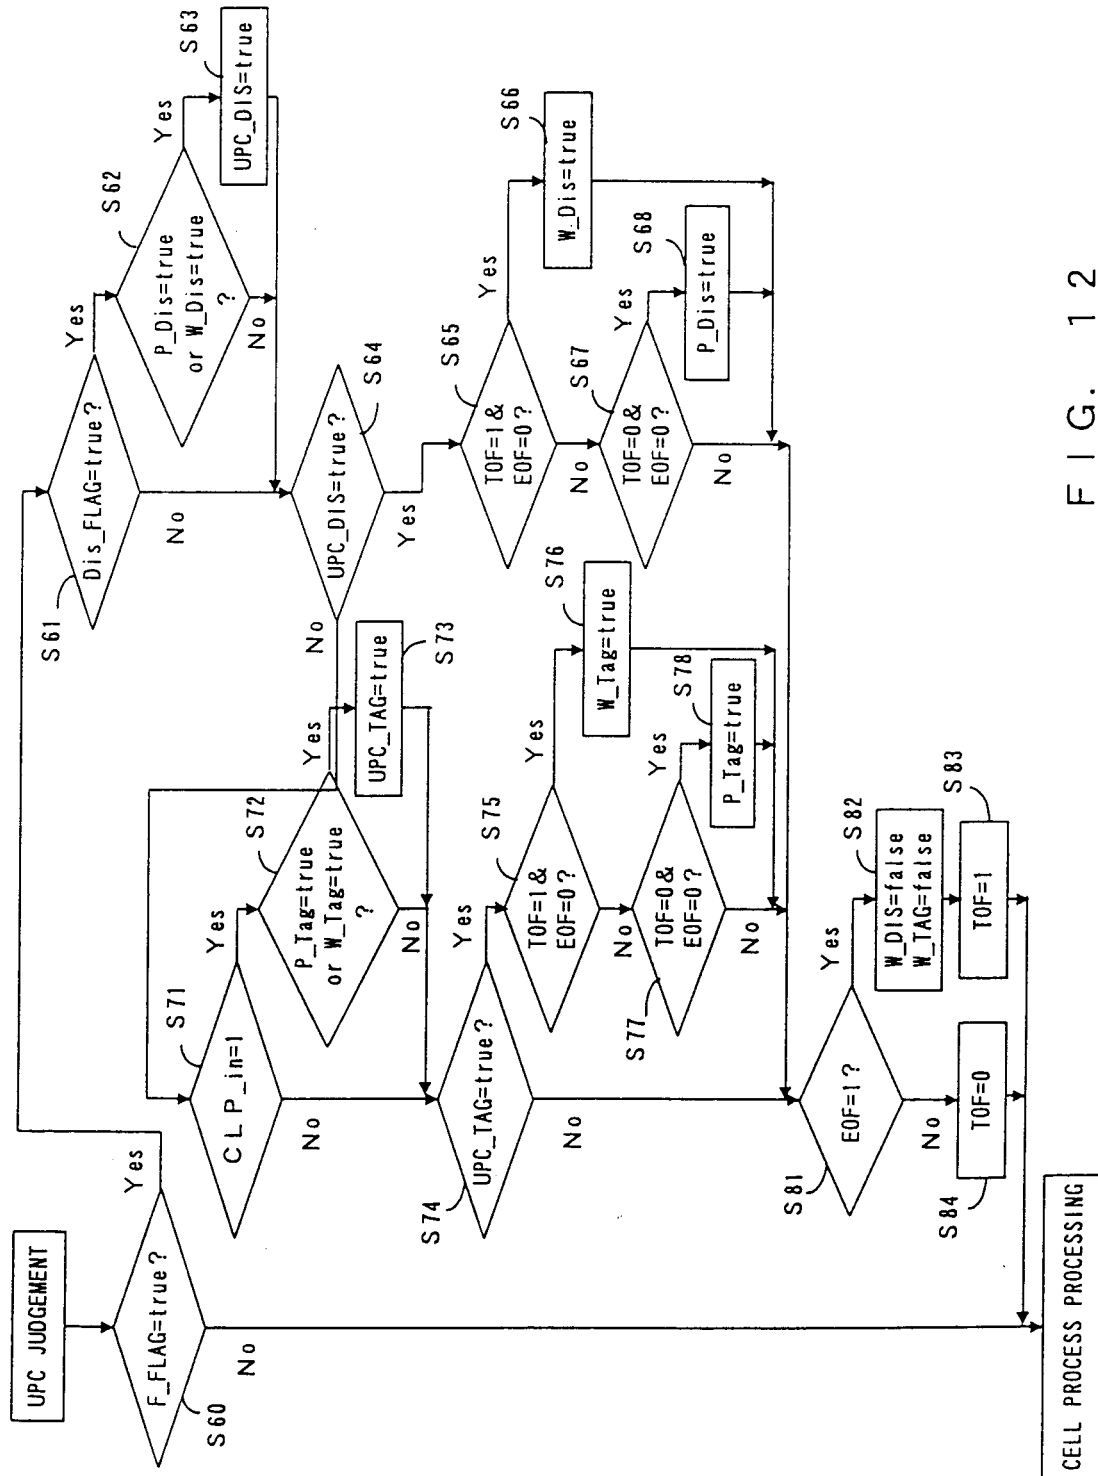 UPC JUDGEMENT
F_FLAG=true?
S60
Yes
No
S61
Dis_FLAG=true?
Yes
No
S62
P_Dis=true
or W_Dis=true
?
Yes
No
S63
UPC_DIS=true
S64
UPC_DIS=true?
No
Yes
S65
TOF=1&
EOF=0?
Yes
No
S66
W_Dis=true
S67
TOF=0&
EOF=0?
Yes
No
S68
P_Dis=true
S71
CLP_in=1
Yes
No
S72
P_Tag=true
or W_Tag=true
?
Yes
No
S73
UPC_TAG=true
S74
UPC_TAG=true?
Yes
No
S75
TOF=1&
EOF=0?
Yes
No
S76
W_Tag=true
S77
TOF=0&
EOF=0?
Yes
No
S78
P_Tag=true
S81
EOF=1?
Yes
No
S82
W_DIS=false
W_TAG=false
S83
TOF=1
S84
TOF=0
CELL PROCESS PROCESSING
FIG. 12